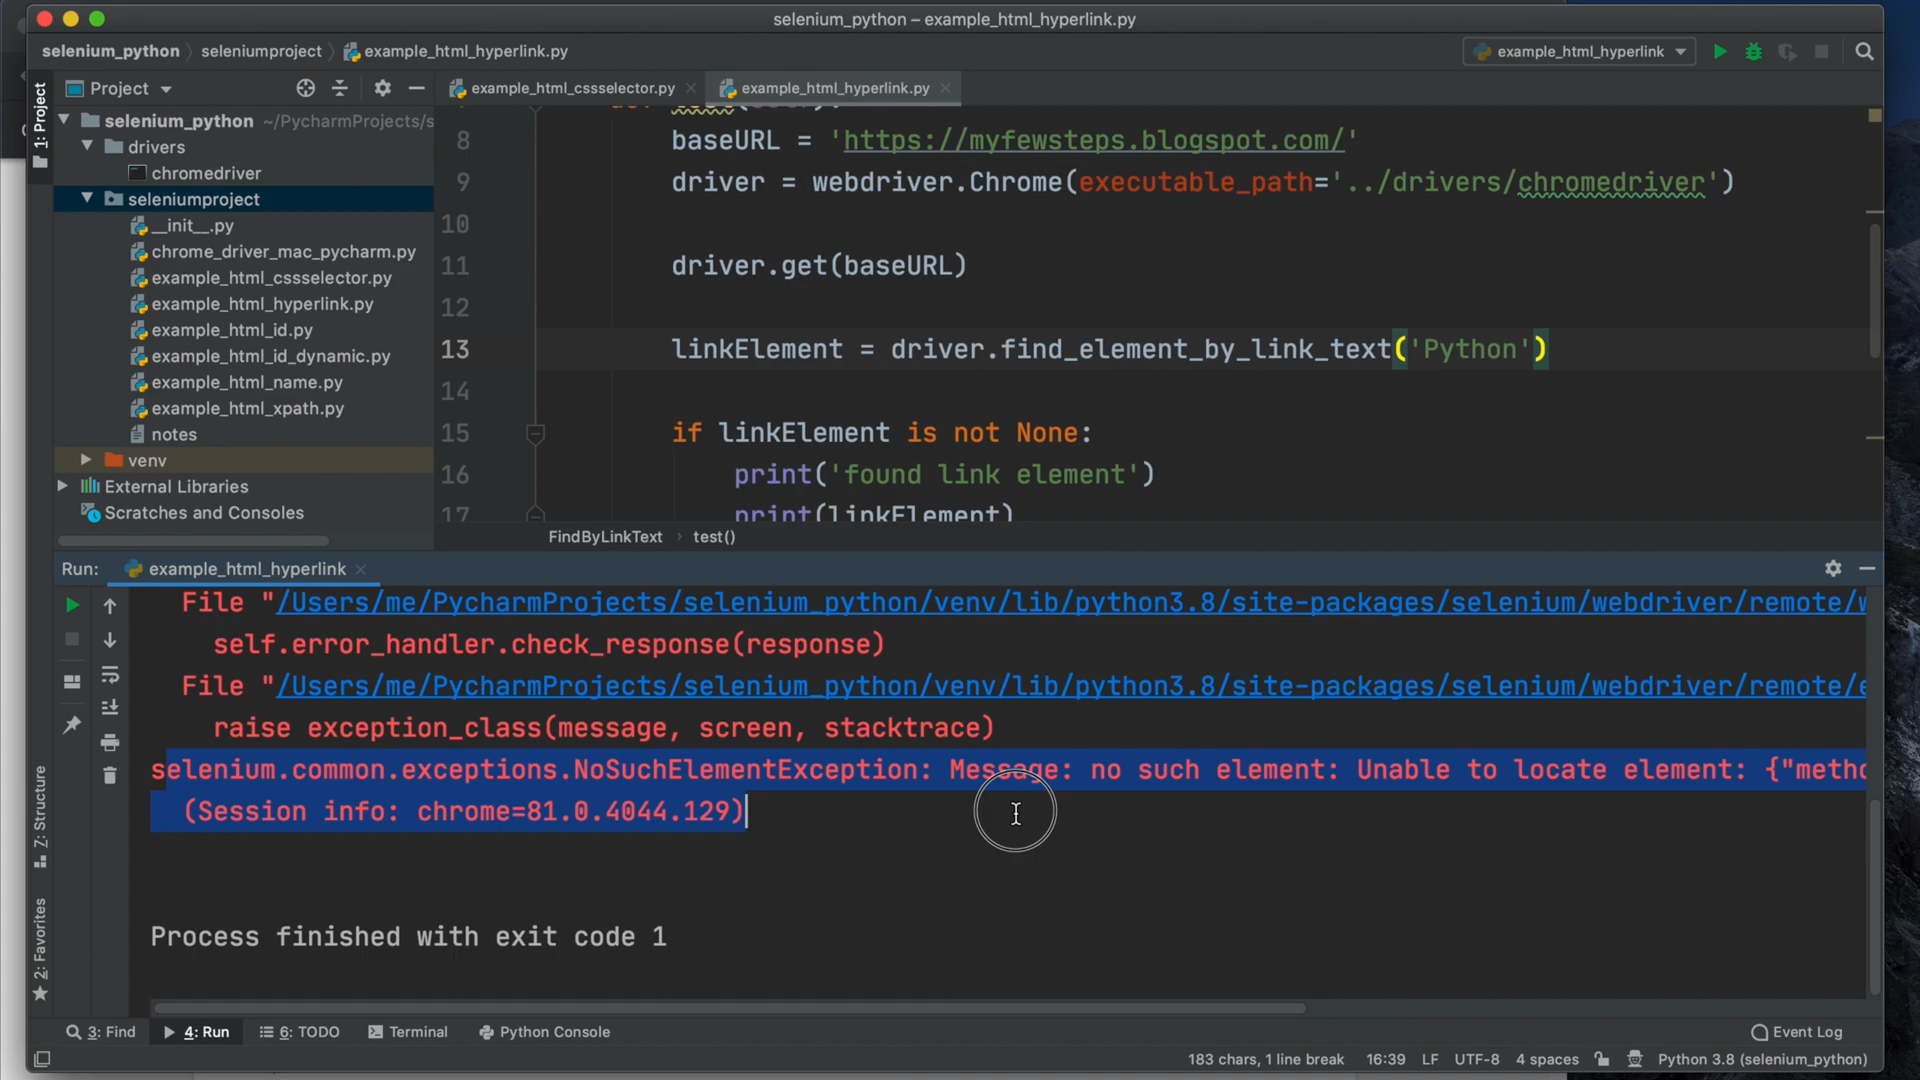 selenium_python – example_html_hyperlink.py
selenium_python
seleniumproject
example_html_hyperlink.py
example_html_hyperlink
1: Project
Project
example_html_cssselector.py
example_html_hyperlink.py
selenium_python ~/PycharmProjects/s
drivers
chromedriver
seleniumproject
__init__.py
chrome_driver_mac_pycharm.py
example_html_cssselector.py
example_html_hyperlink.py
example_html_id.py
example_html_id_dynamic.py
example_html_name.py
example_html_xpath.py
notes
venv
External Libraries
Scratches and Consoles
8 baseURL = 'https://myfewsteps.blogspot.com/'
9 driver = webdriver.Chrome(executable_path='../drivers/chromedriver')
10
11 driver.get(baseURL)
12
13 linkElement = driver.find_element_by_link_text('Python')
14
15 if linkElement is not None:
16 print('found link element')
17 print(linkElement)
FindByLinkText
test()
Run:
example_html_hyperlink
File "/Users/me/PycharmProjects/selenium_python/venv/lib/python3.8/site-packages/selenium/webdriver/remote/w
self.error_handler.check_response(response)
File "/Users/me/PycharmProjects/selenium_python/venv/lib/python3.8/site-packages/selenium/webdriver/remote/e
raise exception_class(message, screen, stacktrace)
selenium.common.exceptions.NoSuchElementException: Message: no such element: Unable to locate element: {"metho
(Session info: chrome=81.0.4044.129)
Process finished with exit code 1
Z: Structure
2: Favorites
3: Find
4: Run
6: TODO
Terminal
Python Console
Event Log
183 chars, 1 line break
16:39
LF
UTF-8
4 spaces
Python 3.8 (selenium_python)